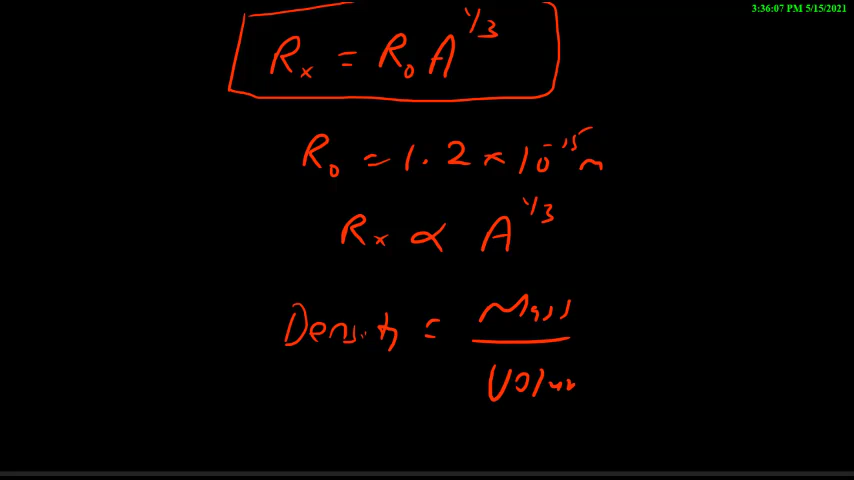 3:36:07 PM 5/15/2021
Rₓ = R₀ A^1/3
R₀ = 1.2 × 10^-15 m
Rₓ ∝ A^1/3
Density = Mass